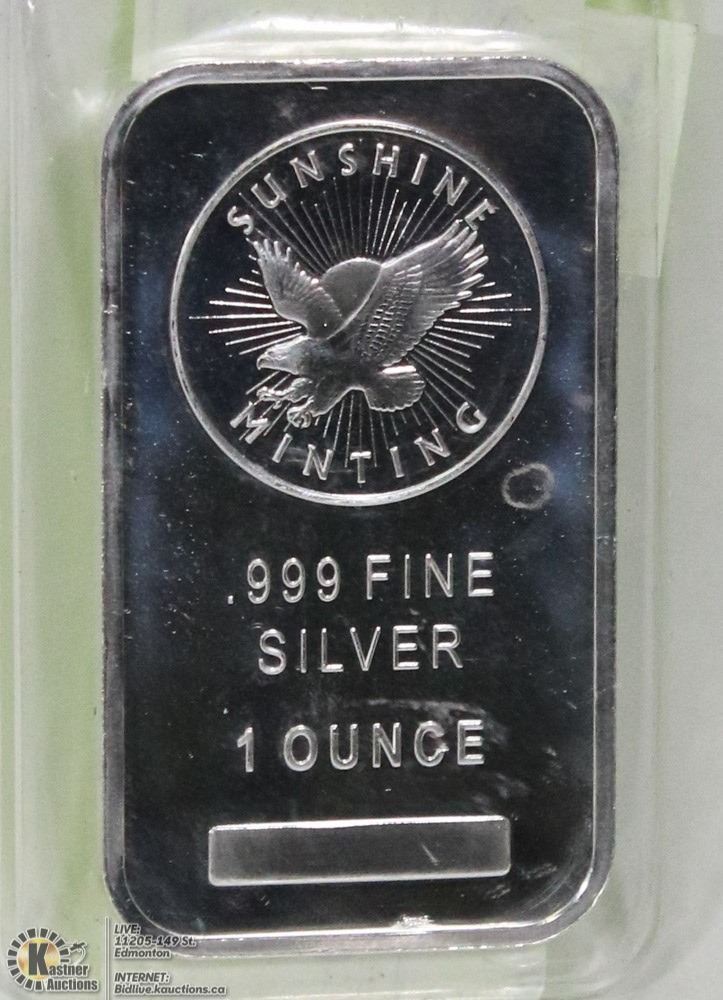 SUNSHINE
MINTING
.999 FINE
SILVER
1 OUNCE
Kastner
Auctions
LIVE:
11205-149 St.
Edmonton
INTERNET:
Bidlive.kauctions.ca